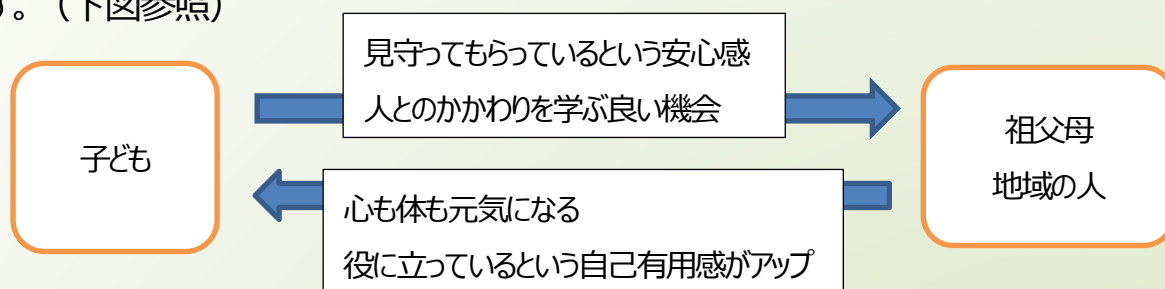 す。（下図参照）
見守ってもらっているという安心感
人とのかかわりを学ぶ良い機会
子ども
祖父母
地域の人
心も体も元気になる
役に立っているという自己有用感がアップ